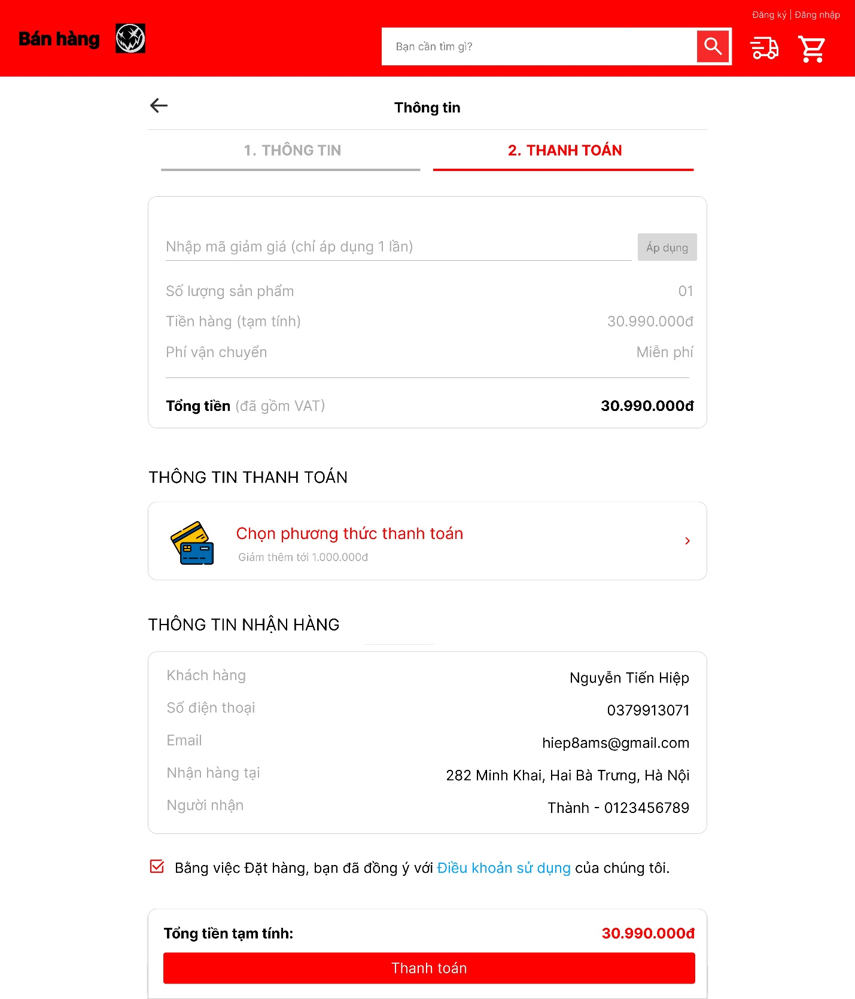 Đăng ký | Đăng nhập
Bán hàng
Bạn cần tìm gì?
Thông tin
1. THÔNG TIN
2. THANH TOÁN
Nhập mã giảm giá (chỉ áp dụng 1 lần)
Áp dụng
Số lượng sản phẩm 01
Tiền hàng (tạm tính) 30.990.000đ
Phí vận chuyển Miễn phí
Tổng tiền (đã gồm VAT) 30.990.000đ
THÔNG TIN THANH TOÁN
Chọn phương thức thanh toán
Giảm thêm tới 1.000.000đ
THÔNG TIN NHẬN HÀNG
Khách hàng Nguyễn Tiến Hiệp
Số điện thoại 0379913071
Email hiep8ams@gmail.com
Nhận hàng tại 282 Minh Khai, Hai Bà Trưng, Hà Nội
Người nhận Thành - 0123456789
Bằng việc Đặt hàng, bạn đã đồng ý với Điều khoản sử dụng của chúng tôi.
Tổng tiền tạm tính: 30.990.000đ
Thanh toán